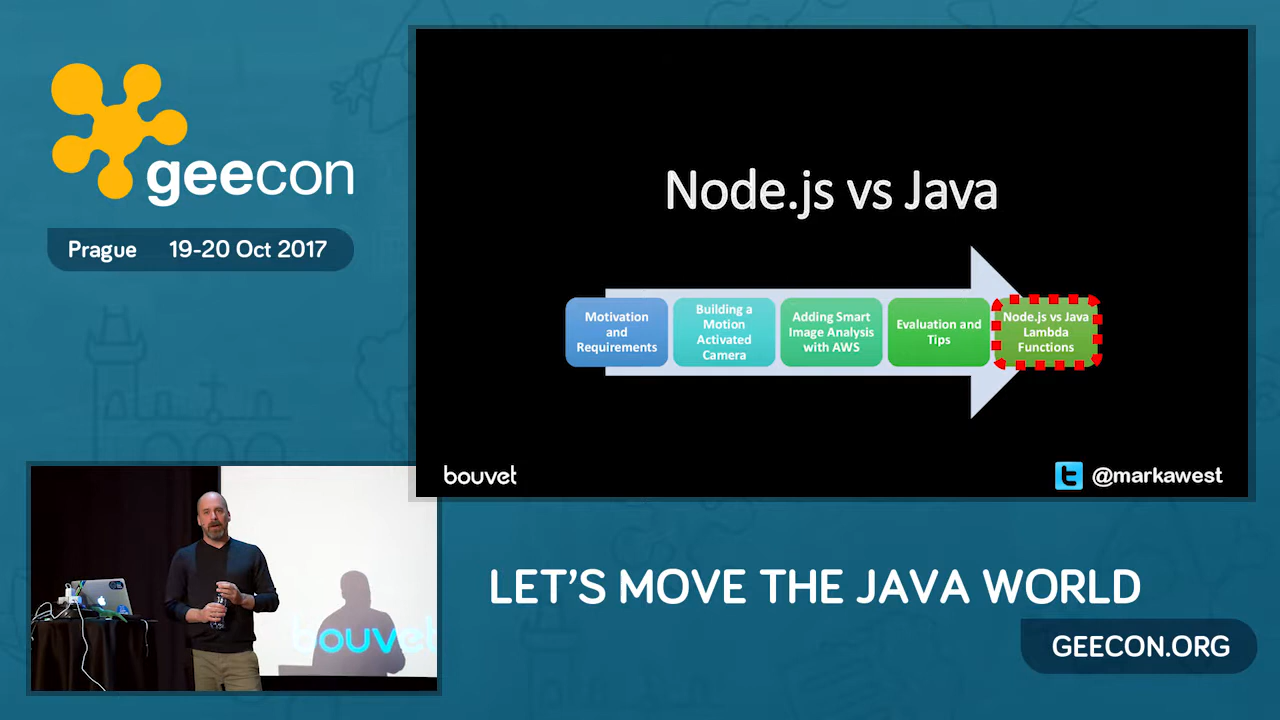 geecon
Prague 19-20 Oct 2017
Node.js vs Java
Motivation
and
Requirements
Building a
Motion
Activated
Camera
Adding Smart
Image Analysis
with AWS
Evaluation and
Tips
Node.js vs Java
Lambda
Functions
bouvet
@markawest
bouvet
LET'S MOVE THE JAVA WORLD
GEECON.ORG